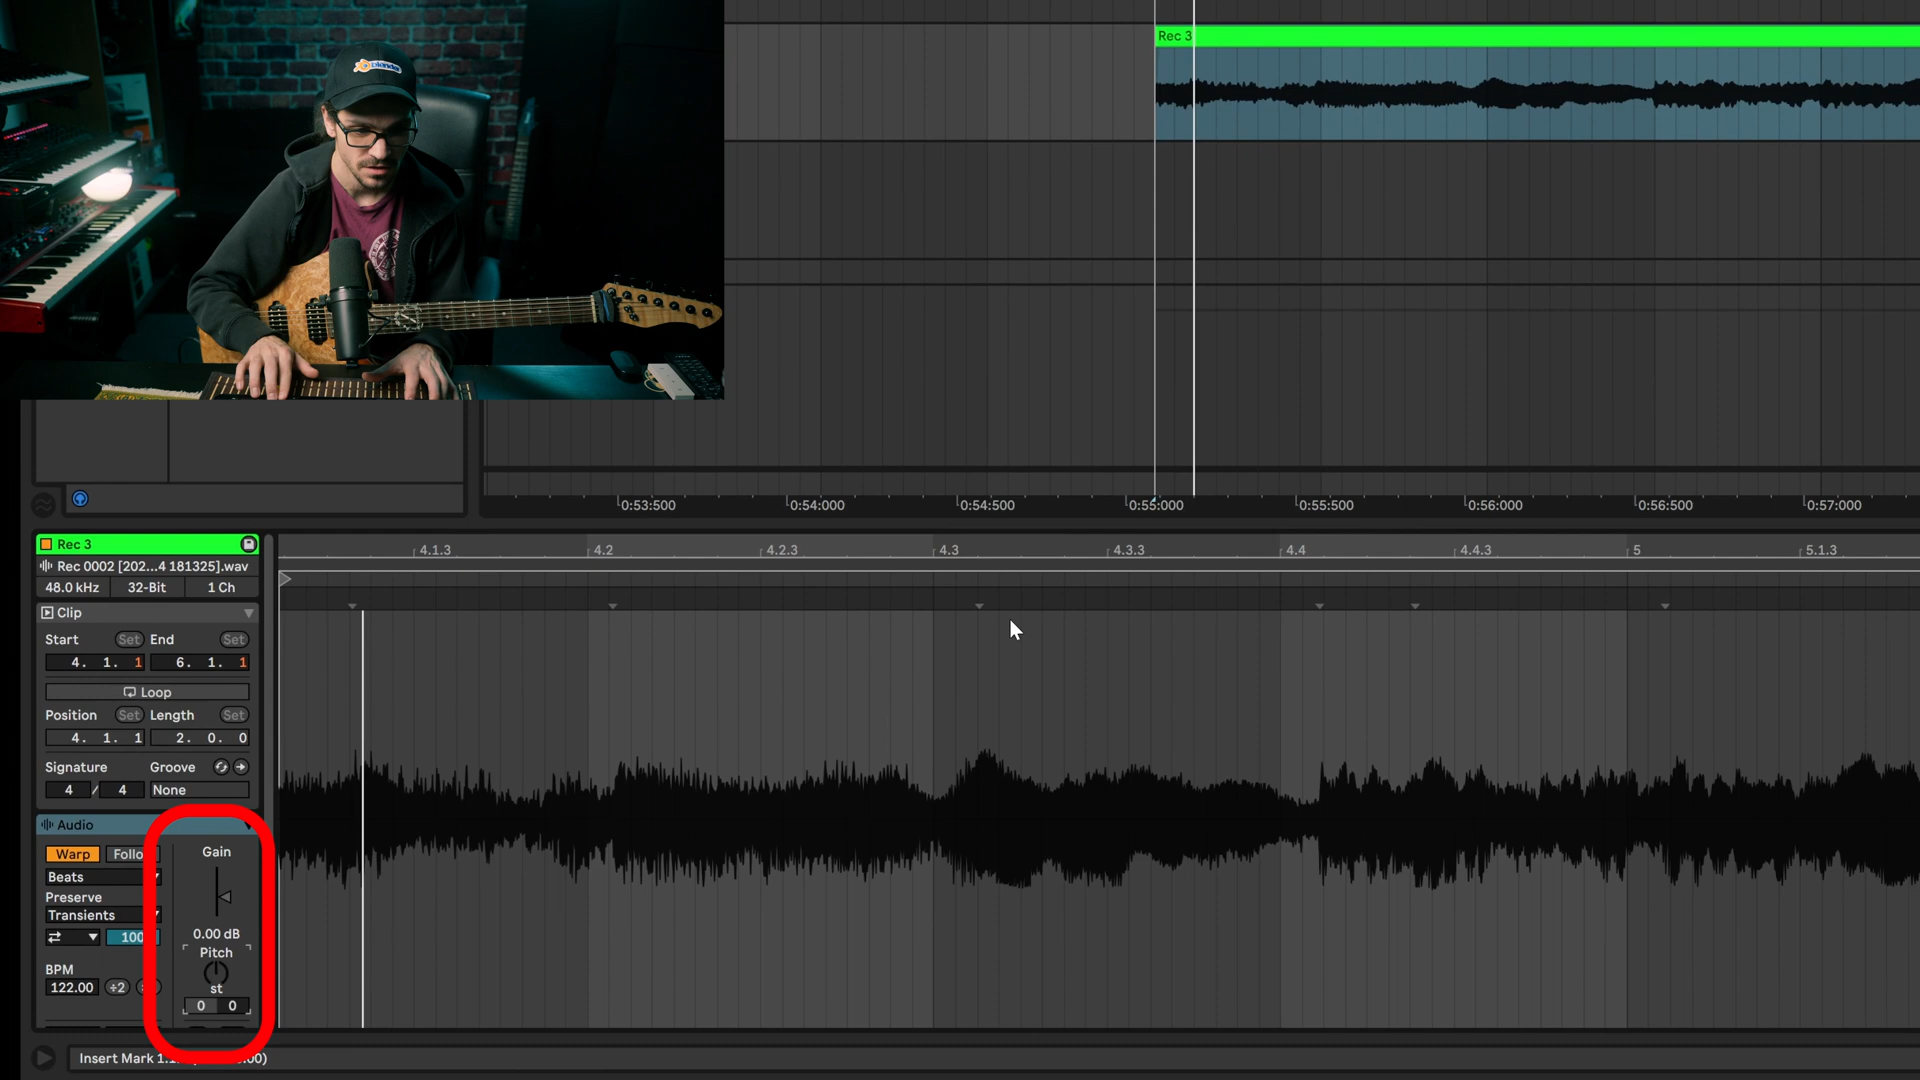 blender
Rec 3
0:53:500 0:54:000 0:54:500 0:55:000 0:55:500 0:56:000 0:56:500 0:57:000
Rec 3
4.1.3 4.2 4.2.3 4.3 4.3.3 4.4 4.4.3 5 5.1.3
Rec 0002 [202...4 181325].wav
48.0 kHz 32-Bit 1 Ch
Clip
Start Set End Set
4. 1. 1 6. 1. 1
Loop
Position Set Length Set
4. 1. 1 2. 0. 0
Signature Groove
4 / 4 None
Audio
Warp Follo Gain
Beats
Preserve
Transients
100 0.00 dB
Pitch
BPM
122.00 ÷2 st
0 0
Insert Mark 1.1